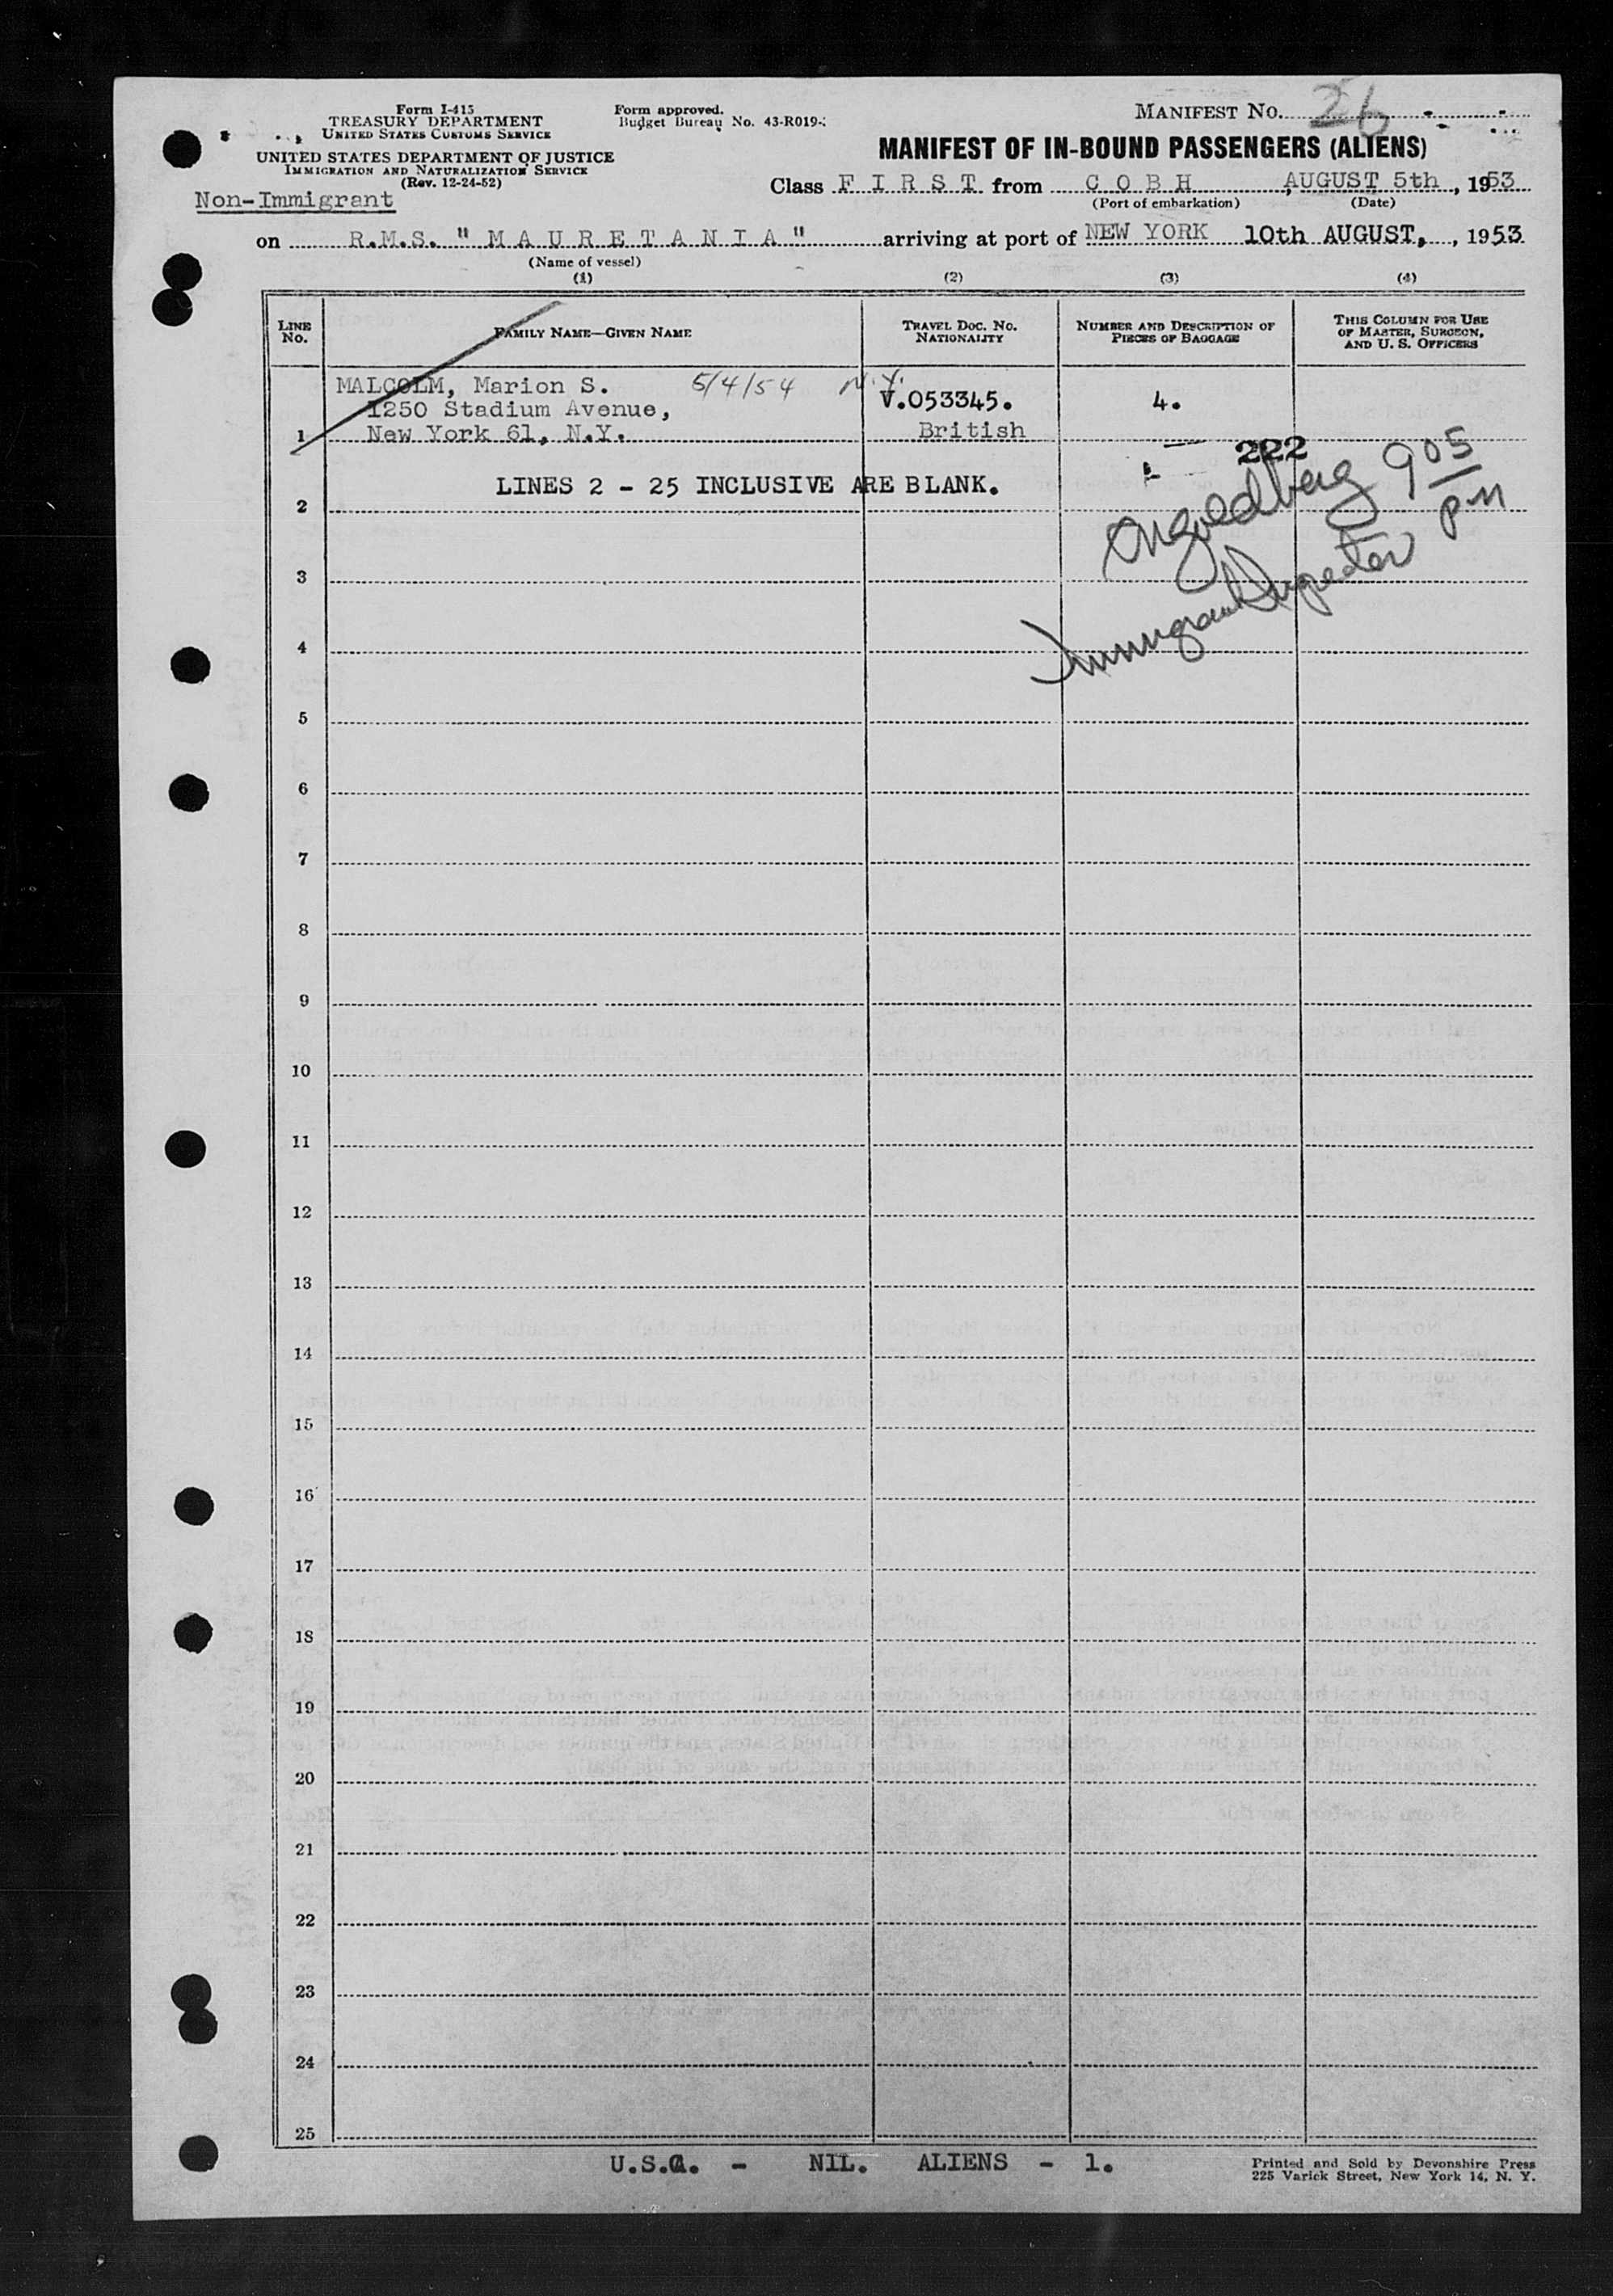 Form I-415
TREASURY DEPARTMENT
UNITED STATES CUSTOMS SERVICE
UNITED STATES DEPARTMENT OF JUSTICE
IMMIGRATION AND NATURALIZATION SERVICE
(Rev. 12-24-52)
Non-Immigrant
Form approved.
Budget Bureau No. 43-R019-
MANIFEST NO. 26
MANIFEST OF IN-BOUND PASSENGERS (ALIENS)
Class F I R S T from C O B H, AUGUST 5th, 1953
(Port of embarkation) (Date)
on R.M.S. "M A U R E T A N I A" arriving at port of NEW YORK 10th AUGUST, , 1953
(Name of vessel)
(1) (2) (3) (4)
LINE NO.
FAMILY NAME—GIVEN NAME
TRAVEL DOC. NO.
NATIONALITY
NUMBER AND DESCRIPTION OF
PIECES OF BAGGAGE
THIS COLUMN FOR USE
OF MASTER, SURGEON,
AND U. S. OFFICERS
MALCOLM, Marion S. 5/4/54 N.Y.
1250 Stadium Avenue, V.053345. 4.
1 New York 61, N.Y. British
222
905
pm
LINES 2 - 25 INCLUSIVE ARE BLANK.
2
Inspector
3
4
5
6
7
8
9
10
11
12
13
14
15
16
17
18
19
20
21
22
23
24
25
U.S.C. - NIL. ALIENS - 1.
Printed and Sold by Devonshire Press
225 Varick Street, New York 14, N. Y.